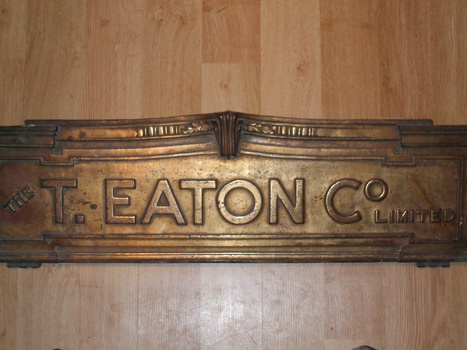 THE T. EATON Co LIMITED